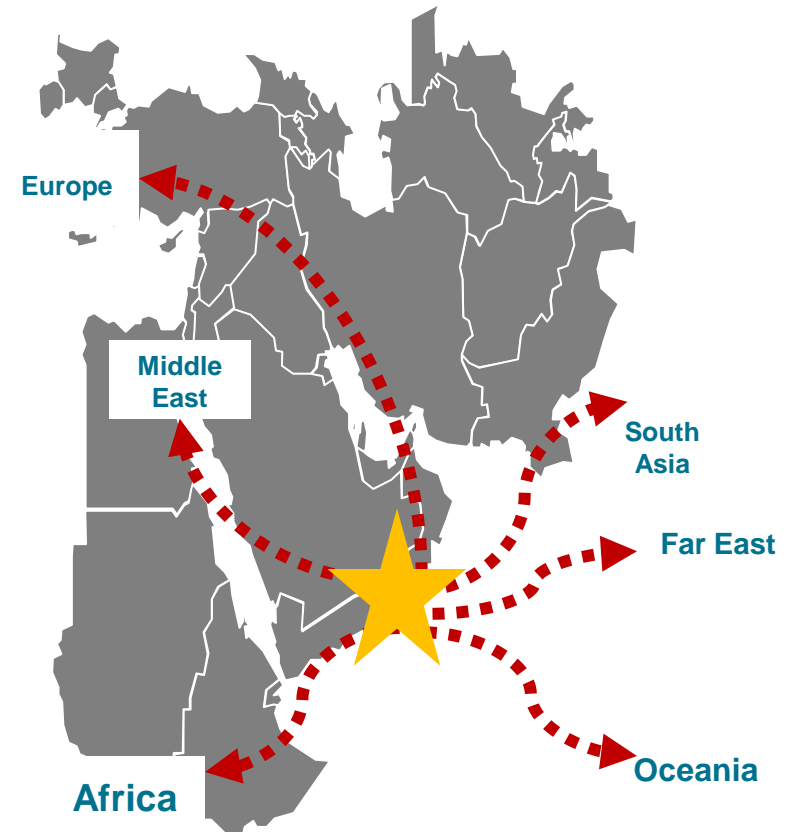 Europe
Middle
East
South
Asia
Far East
Oceania
Africa